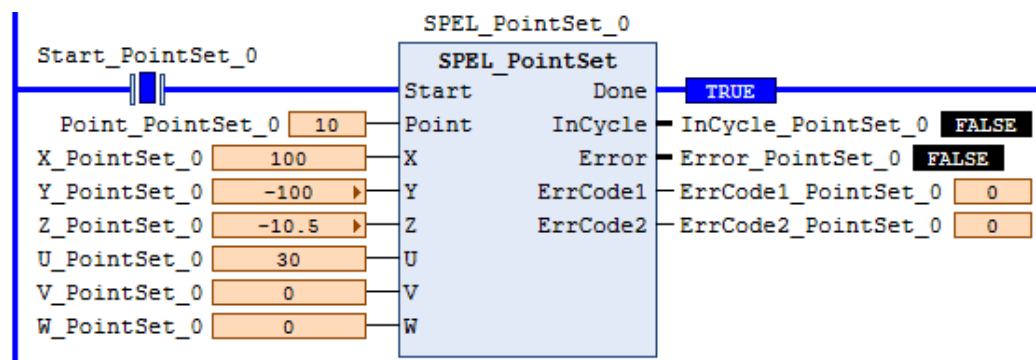 SPEL_PointSet_0
Start_PointSet_0 SPEL_PointSet
Start Done TRUE
Point_PointSet_0 10 Point InCycle InCycle_PointSet_0 FALSE
X_PointSet_0 100 X Error Error_PointSet_0 FALSE
Y_PointSet_0 -100 Y ErrCode1 ErrCode1_PointSet_0 0
Z_PointSet_0 -10.5 Z ErrCode2 ErrCode2_PointSet_0 0
U_PointSet_0 30 U
V_PointSet_0 0 V
W_PointSet_0 0 W